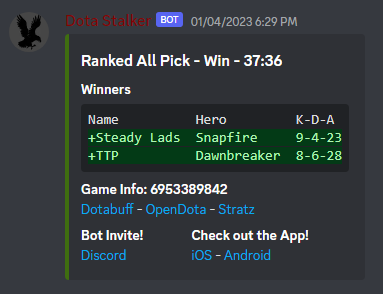 Dota Stalker BOT 01/04/2023 6:29 PM
Ranked All Pick - Win - 37:36
Winners
Name Hero K-D-A
+Steady Lads Snapfire 9-4-23
+TTP Dawnbreaker 8-6-28
Game Info: 6953389842
Dotabuff - OpenDota - Stratz
Bot Invite! Check out the App!
Discord iOS - Android